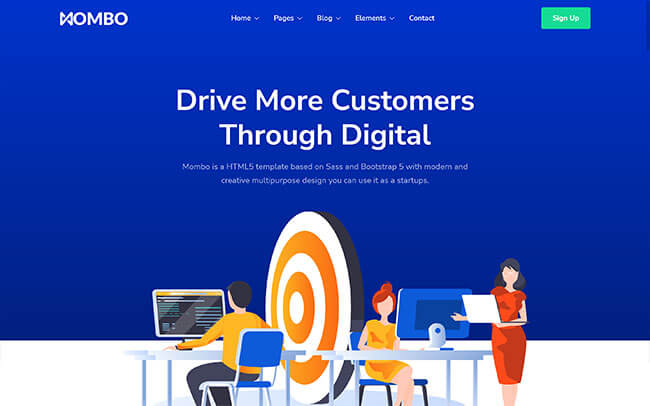 MOMBO
Home Pages Blog Elements Contact
Sign Up
Drive More Customers
Through Digital
Mombo is a HTML5 template based on Sass and Bootstrap 5 with modern and
creative multipurpose design you can use it as a startups.